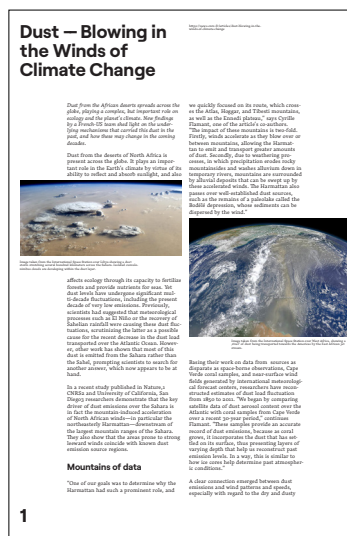 Dust — Blowing in
the Winds of
Climate Change
Dust from the African deserts spreads across the
globe, playing a complex, but important role on
ecology and the planet's climate. New findings
by a French-US team shed light on the under-
lying mechanisms that carried this dust in the
past, and how these may change in the coming
decades.
Dust from the deserts of North Africa is
present across the globe. It plays an impor-
tant role in the Earth's climate by virtue of its
ability to reflect and absorb sunlight, and also
affects ecology through its capacity to fertilise
forests and provide nutrients for seas. Yet
dust levels have undergone significant mul-
ti-decade fluctuations, including the present
decade of very low emissions. Previously,
scientists had suggested that meteorological
processes such as El Niño or the recovery of
Sahelian rainfall were causing these dust fluc-
tuations, scrutinizing the latter as a possible
cause for the recent decrease in the dust load
transported over the Atlantic Ocean. Howev-
er, other work has shown that most of this
dust is emitted from the Sahara rather than
the Sahel, prompting scientists to search for
another answer, which now appears to be at
hand.
In a recent study published in Nature,1
CNRS2 and University of California, San
Diego3 researchers demonstrate that the key
driver of dust emissions over the Sahara is
in fact the mountain-induced acceleration
of North African winds—in particular the
northeasterly Harmattan—downstream of
the largest mountain ranges of the Sahara.
They also show that the areas prone to strong
leeward winds coincide with known dust
emission source regions.
Mountains of data
"One of our goals was to determine why the
Harmattan had such a prominent role, and
we quickly focused on its route, which cross-
es the Atlas, Hoggar, and Tibesti mountains,
as well as the Ennedi plateau," says Cyrille
Flamant, one of the article's co-authors.
"The impact of these mountains is two-fold.
Firstly, winds accelerate as they blow over or
between mountains, allowing the Harmat-
tan to emit and transport greater amounts
of dust. Secondly, due to weathering pro-
cesses, in which precipitation erodes rocky
mountainsides and washes alluvium down in
temporary rivers, mountains are surrounded
by alluvial deposits that can be swept up by
these accelerated winds. The Harmattan also
passes over well-established dust sources,
such as the remains of a paleolake called the
Bodélé depression, whose sediments can be
dispersed by the wind."
Basing their work on data from sources as
disparate as space-borne observations, Cape
Verde coral samples, and near-surface wind
fields generated by international meteorologi-
cal forecast centers, researchers have recon-
structed estimates of dust load fluctuation
from 1850 to 2011. "We began by comparing
satellite data of dust aerosol content over the
Atlantic with coral samples from Cape Verde
over a recent 30-year period," continues
Flamant. "These samples provide an accurate
record of dust emissions, because as coral
grows, it incorporates the dust that has set-
tled on its surface, thus presenting layers of
varying depth that help us reconstruct past
emission levels. In a way, this is similar to
how ice cores help determine past atmospher-
ic conditions."
A clear connection emerged between dust
emissions and wind patterns and speeds,
especially with regard to the dry and dusty
1